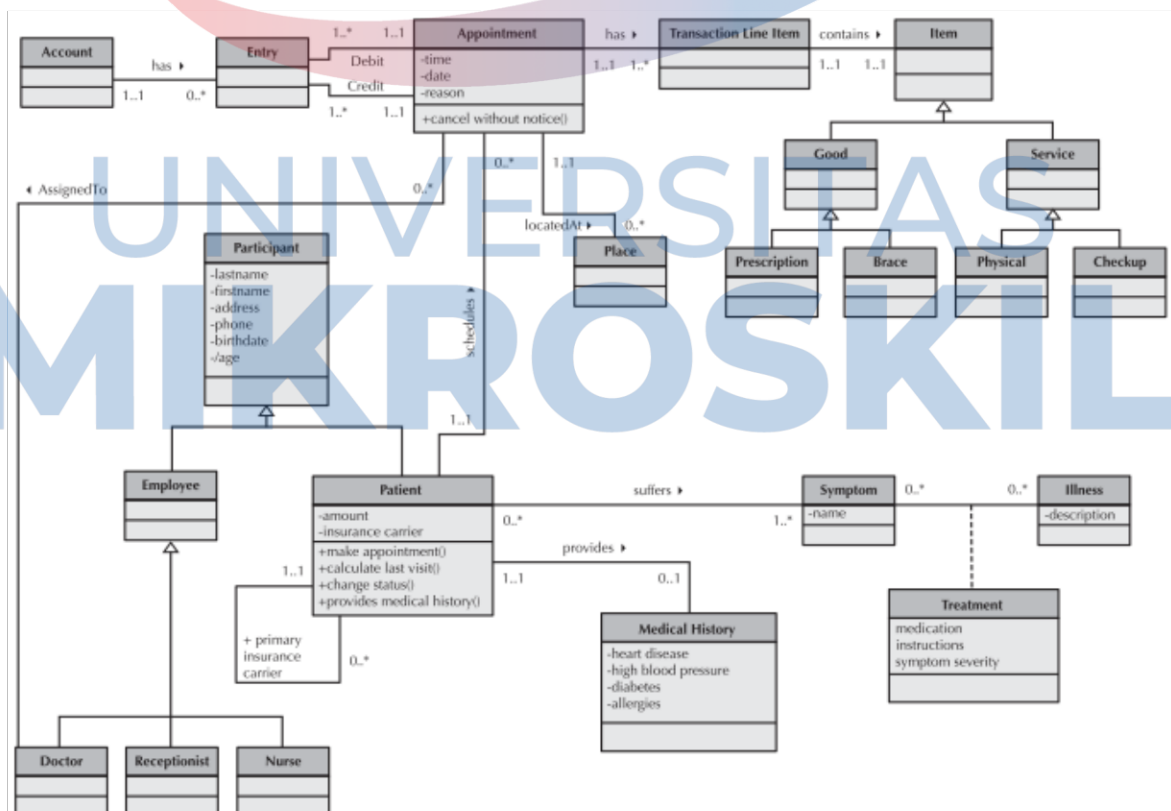 Account
has
1..1
0..*
Entry
1..*
1..1
Debit
Credit
1..*
1..1
Appointment
-time
-date
-reason
+cancel without notice()
has
1..1
1..*
Transaction Line Item
contains
1..1
1..1
Item
Good
Service
Prescription
Brace
Physical
Checkup
AssignedTo
0..*
0..*
1..1
locatedAt
0..*
Place
UNIVERSITAS
MIKROSKIL
Participant
-lastname
-firstname
-address
-phone
-birthdate
-/age
schedules
1..1
Employee
Patient
-amount
-insurance carrier
+make appointment()
+calculate last visit()
+change status()
+provides medical history()
1..1
+ primary
insurance
carrier
0..*
suffers
0..*
1..*
Symptom
-name
0..*
0..*
Illness
-description
provides
1..1
0..1
Medical History
-heart disease
-high blood pressure
-diabetes
-allergies
Treatment
medication
instructions
symptom severity
Doctor
Receptionist
Nurse